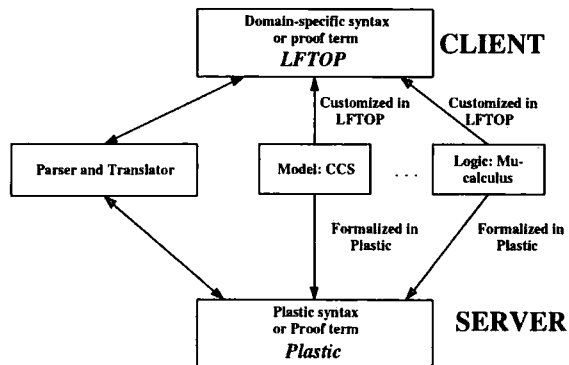 Domain-specific syntax
or proof term
LFTOP
CLIENT
Customized in
LFTOP
Customized in
LFTOP
Parser and Translator
Model: CCS
. . .
Logic: Mu-
calculus
Formalized in
Plastic
Formalized in
Plastic
Plastic syntax
or Proof term
Plastic
SERVER